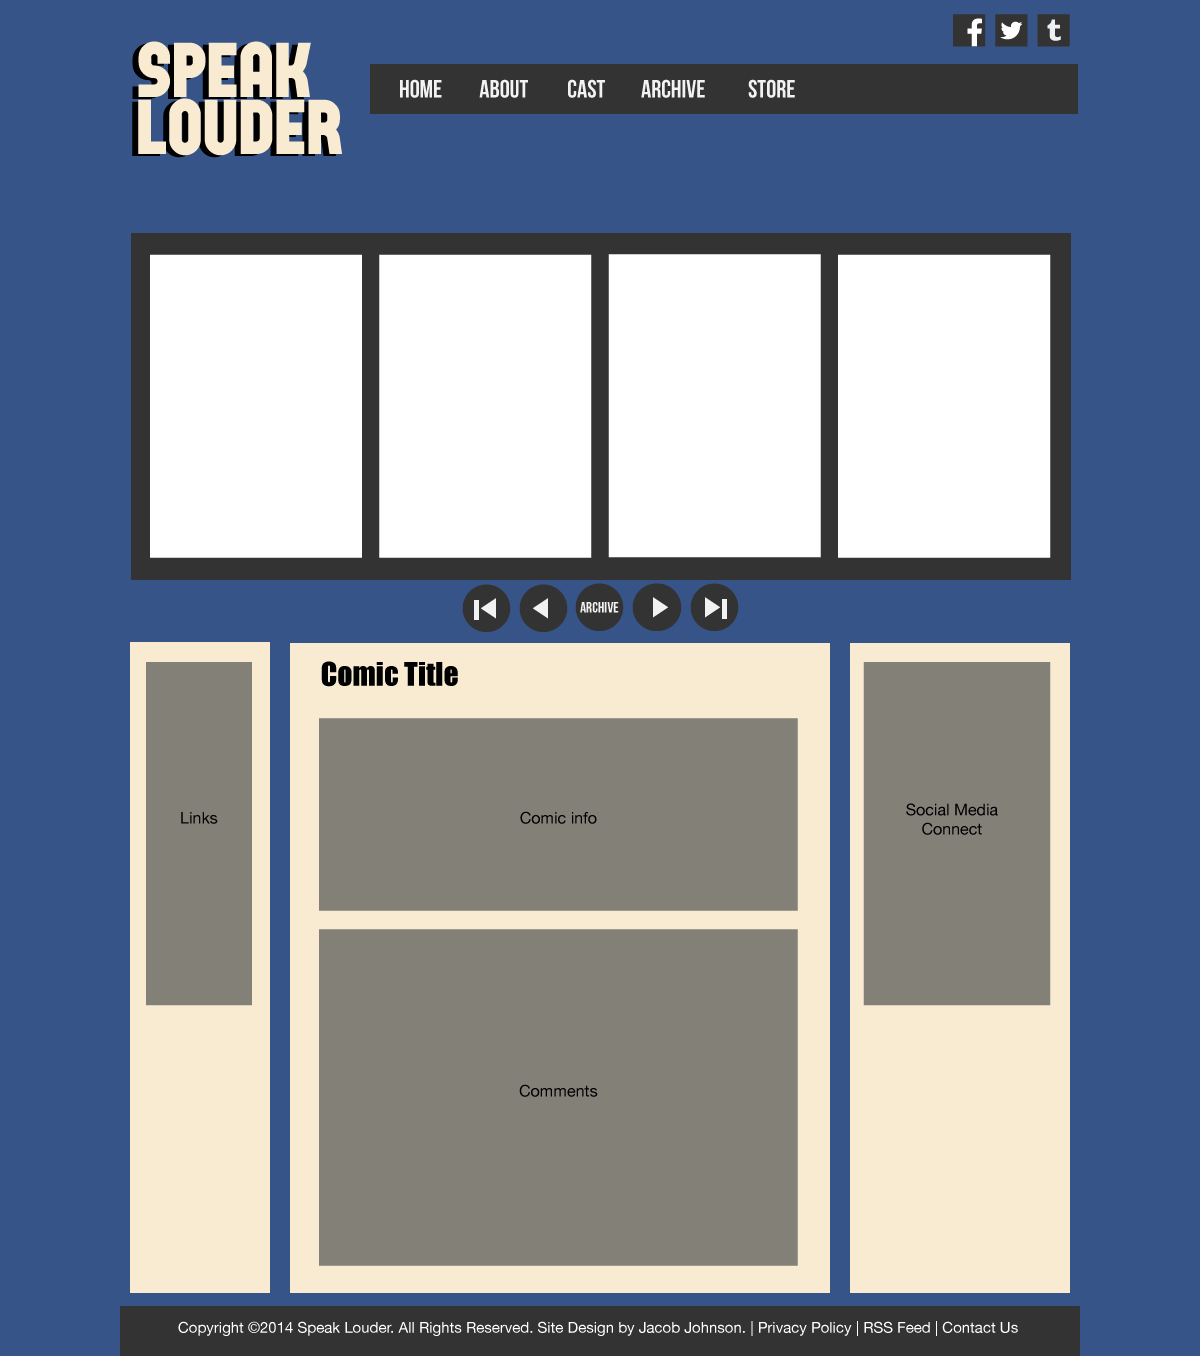 SPEAK
LOUDER
HOME ABOUT CAST ARCHIVE STORE
ARCHIVE
Comic Title
Links
Comic info
Social Media
Connect
Comments
Copyright ©2014 Speak Louder. All Rights Reserved. Site Design by Jacob Johnson. | Privacy Policy | RSS Feed | Contact Us